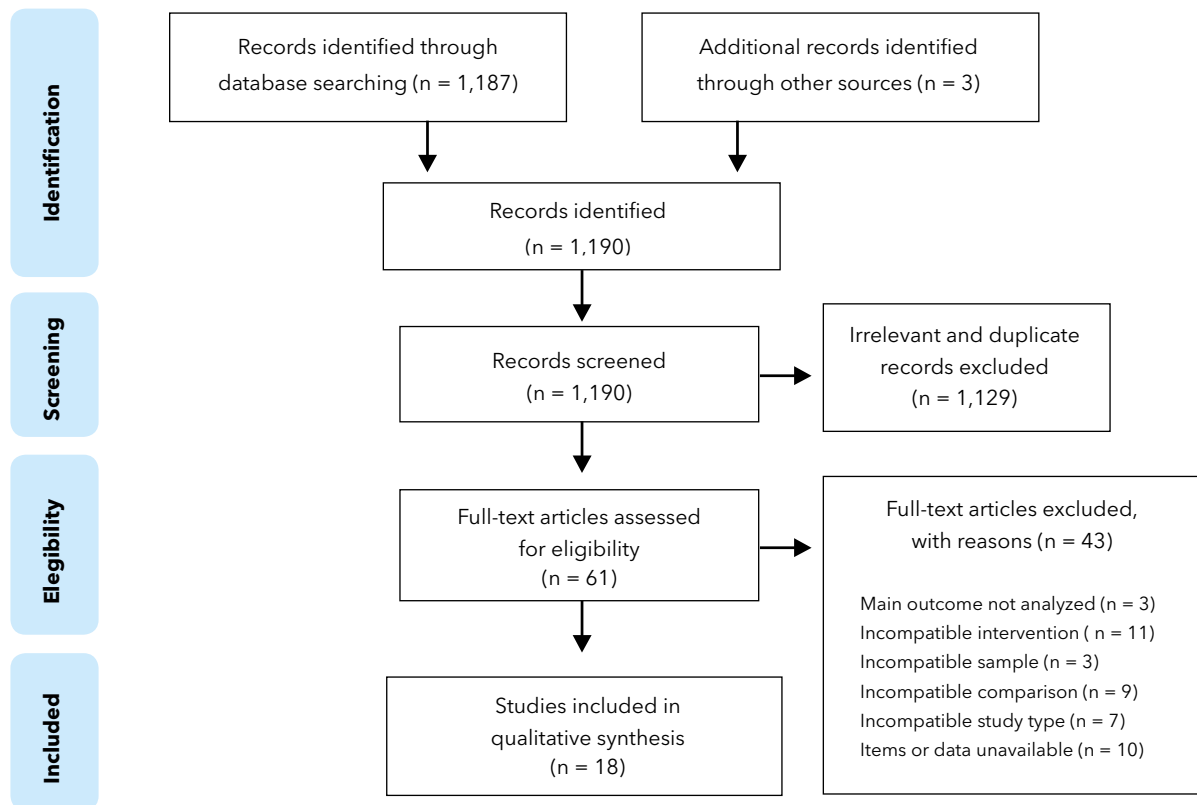 Identification
Records identified through
database searching (n = 1,187)
Additional records identified
through other sources (n = 3)
Records identified
(n = 1,190)
Screening
Records screened
(n = 1,190)
Irrelevant and duplicate
records excluded
(n = 1,129)
Elegibility
Full-text articles assessed
for eligibility
(n = 61)
Full-text articles excluded,
with reasons (n = 43)
Main outcome not analyzed (n = 3)
Incompatible intervention ( n = 11)
Incompatible sample (n = 3)
Incompatible comparison (n = 9)
Incompatible study type (n = 7)
Items or data unavailable (n = 10)
Included
Studies included in
qualitative synthesis
(n = 18)